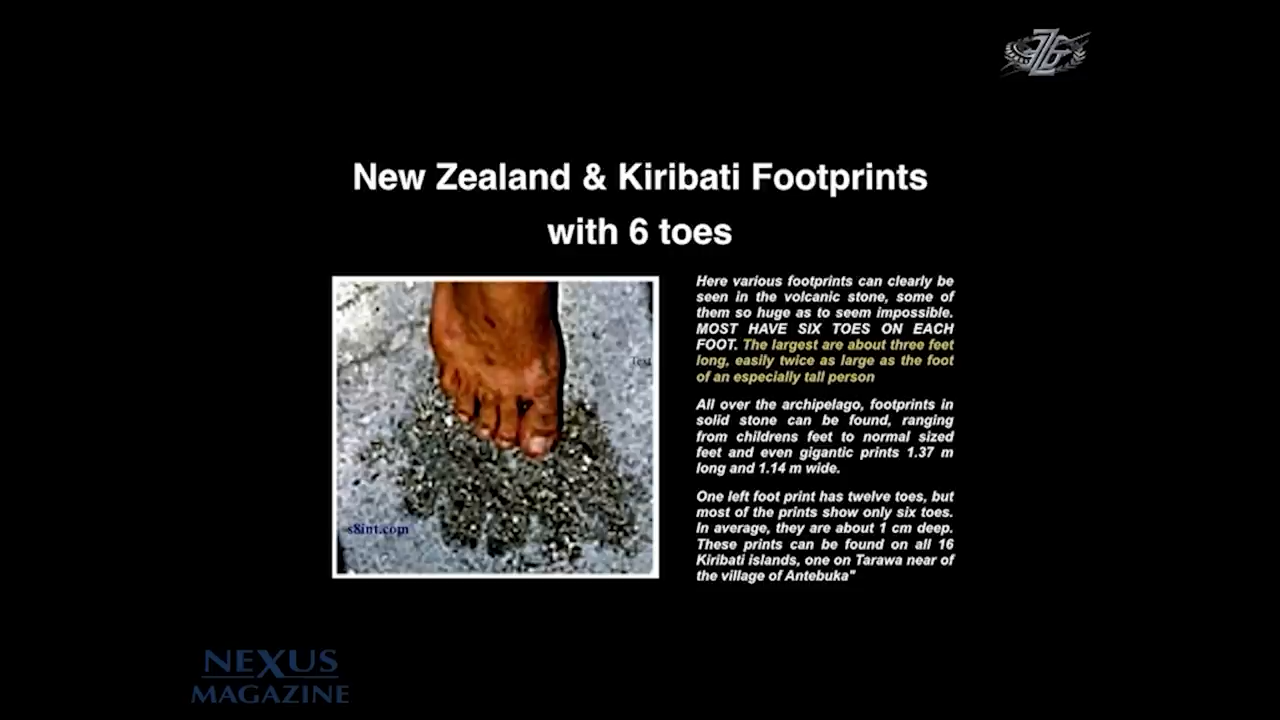 New Zealand & Kiribati Footprints
with 6 toes
Here various footprints can clearly be
seen in the volcanic stone, some of
them so huge as to seem impossible.
MOST HAVE SIX TOES ON EACH
FOOT. The largest are about three feet
long, easily twice as large as the foot
of an especially tall person
Text
All over the archipelago, footprints in
solid stone can be found, ranging
from childrens feet to normal sized
feet and even gigantic prints 1.37 m
long and 1.14 m wide.
One left foot print has twelve toes, but
most of the prints show only six toes.
In average, they are about 1 cm deep.
These prints can be found on all 16
Kiribati islands, one on Tarawa near of
the village of Antebuka"
s8int.com
NEXUS
MAGAZINE